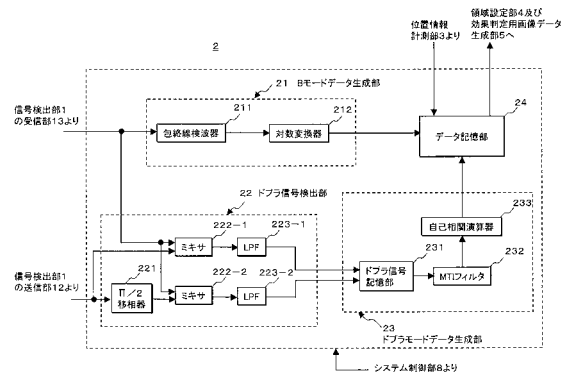 位置情報
計測部3より
領域設定部4及び
効果判定用画像データ
生成部5へ
2
21 Bモードデータ生成部
信号検出部1
の受信部13より
211
包絡線検波器
212
対数変換器
24
データ記憶部
22 ドプラ信号検出部
222-1
ミキサ
223-1
LPF
233
自己相関演算器
信号検出部1
の送信部12より
221
Π/2
移相器
222-2
ミキサ
223-2
LPF
231
ドプラ信号
記憶部
232
MTIフィルタ
23
ドプラモードデータ生成部
システム制御部8より